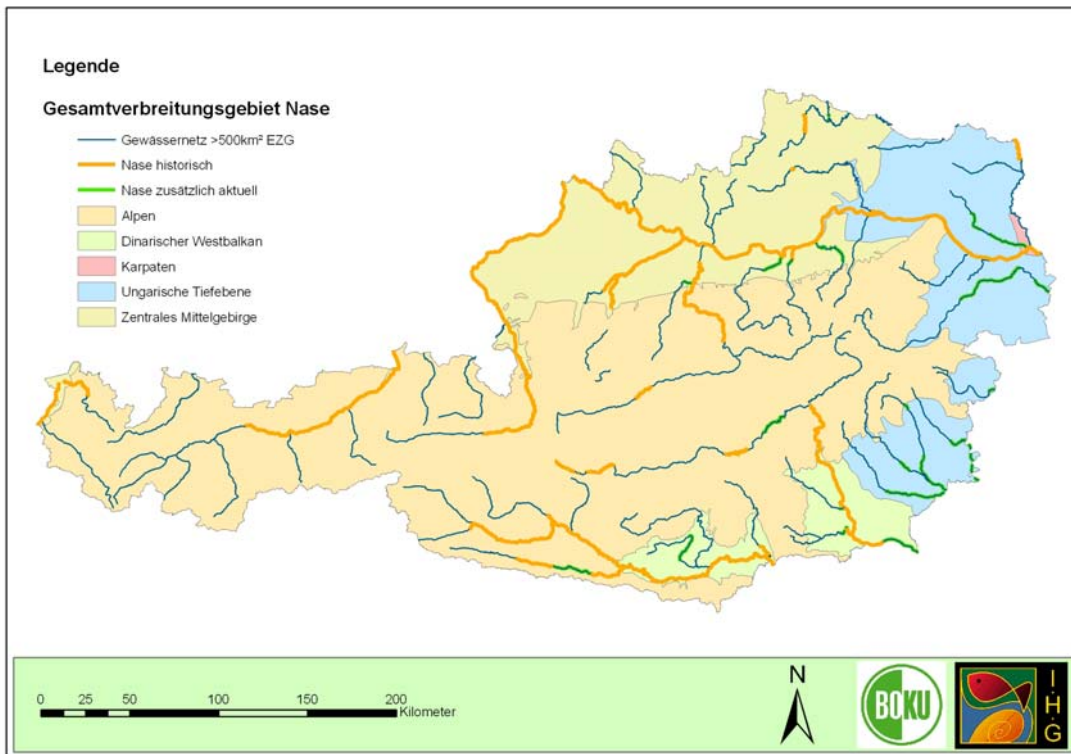 Legende
Gesamtverbreitungsgebiet Nase
Gewässernetz >500km² EZG
Nase historisch
Nase zusätzlich aktuell
Alpen
Dinarischer Westbalkan
Karpaten
Ungarische Tiefebene
Zentrales Mittelgebirge
0 25 50 100 150 200
Kilometer
N
BOKU
I·H·G